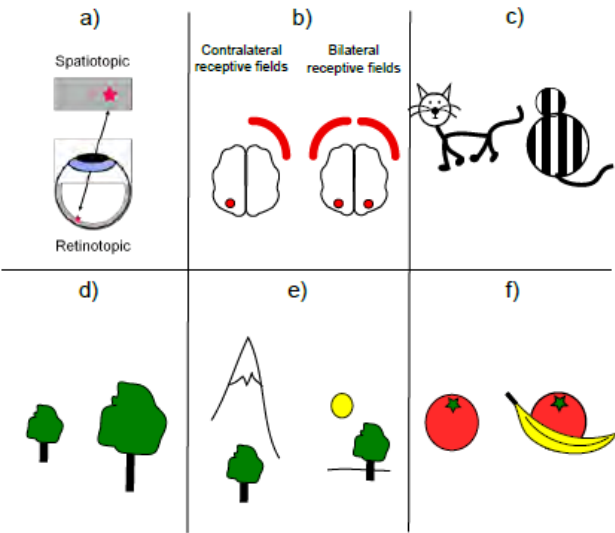 a)
Spatiotopic
Retinotopic
b)
Contralateral
receptive fields
Bilateral
receptive fields
c)
d)
e)
f)